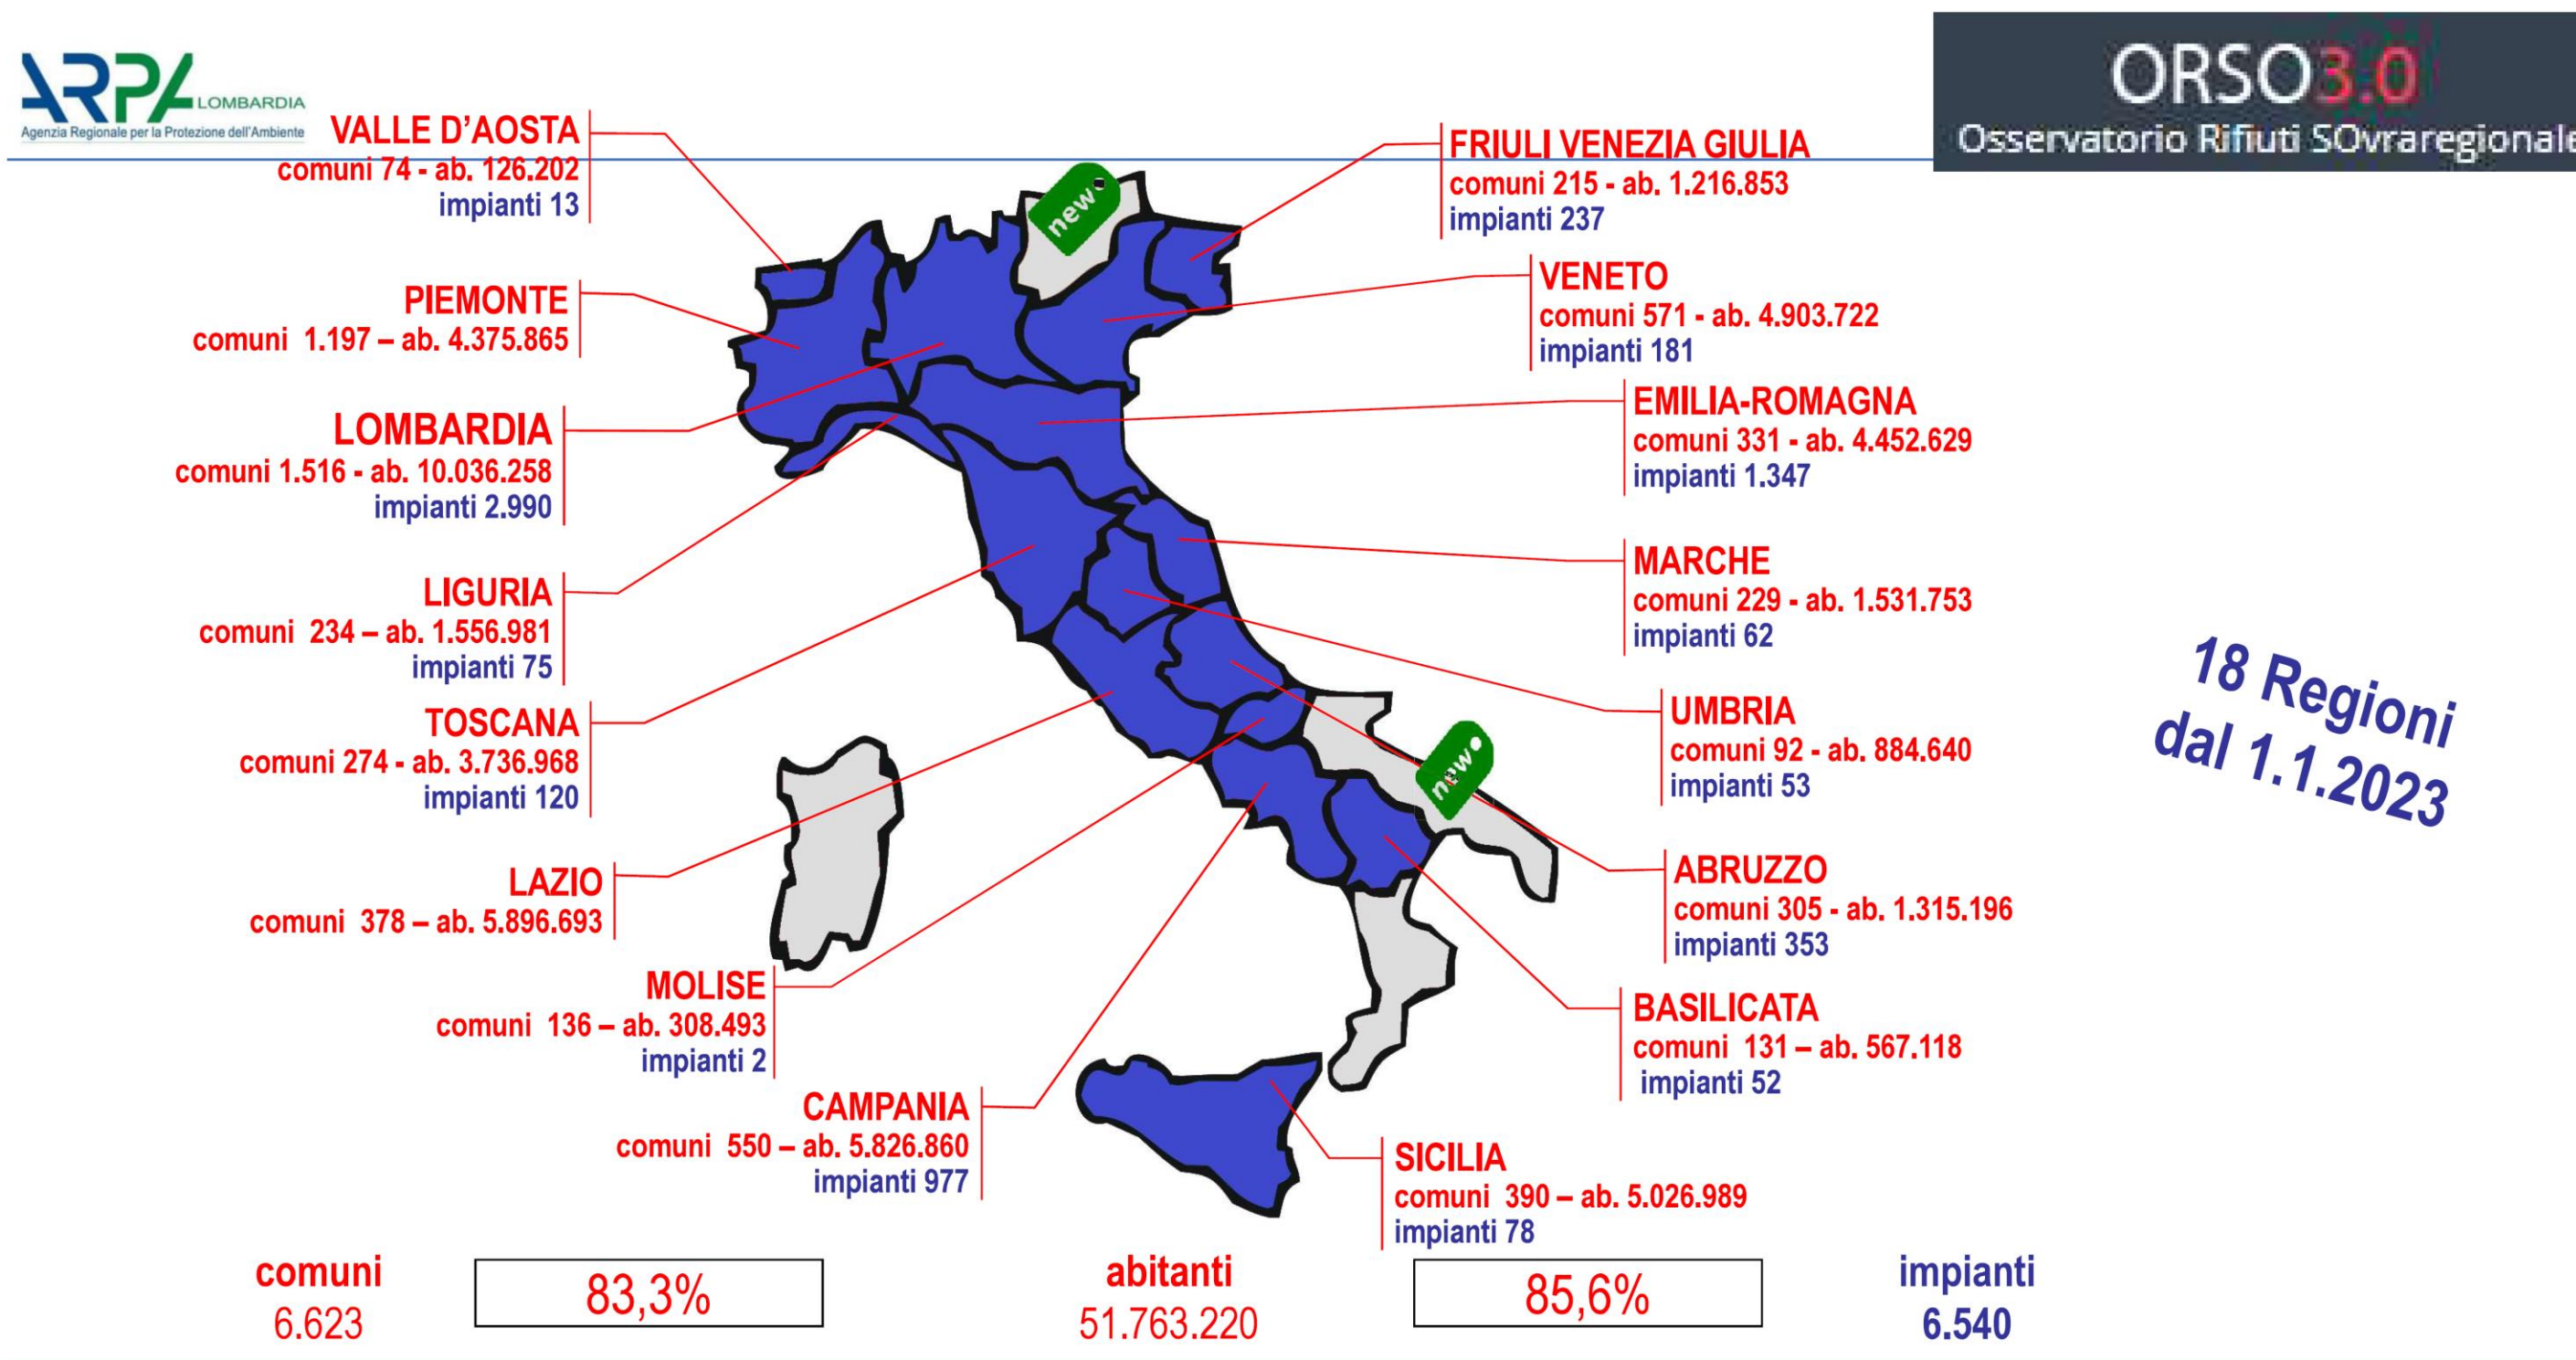 ARPA LOMBARDIA
Agenzia Regionale per la Protezione dell'Ambiente
ORSO3.0
Osservatorio Rifiuti SOvraregionale
VALLE D'AOSTA
comuni 74 - ab. 126.202
impianti 13
PIEMONTE
comuni 1.197 – ab. 4.375.865
LOMBARDIA
comuni 1.516 - ab. 10.036.258
impianti 2.990
LIGURIA
comuni 234 – ab. 1.556.981
impianti 75
TOSCANA
comuni 274 - ab. 3.736.968
impianti 120
LAZIO
comuni 378 – ab. 5.896.693
MOLISE
comuni 136 – ab. 308.493
impianti 2
CAMPANIA
comuni 550 – ab. 5.826.860
impianti 977
new
new
FRIULI VENEZIA GIULIA
comuni 215 - ab. 1.216.853
impianti 237
VENETO
comuni 571 - ab. 4.903.722
impianti 181
EMILIA-ROMAGNA
comuni 331 - ab. 4.452.629
impianti 1.347
MARCHE
comuni 229 - ab. 1.531.753
impianti 62
UMBRIA
comuni 92 - ab. 884.640
impianti 53
ABRUZZO
comuni 305 - ab. 1.315.196
impianti 353
BASILICATA
comuni 131 – ab. 567.118
impianti 52
SICILIA
comuni 390 – ab. 5.026.989
impianti 78
18 Regioni
dal 1.1.2023
comuni
6.623
83,3%
abitanti
51.763.220
85,6%
impianti
6.540